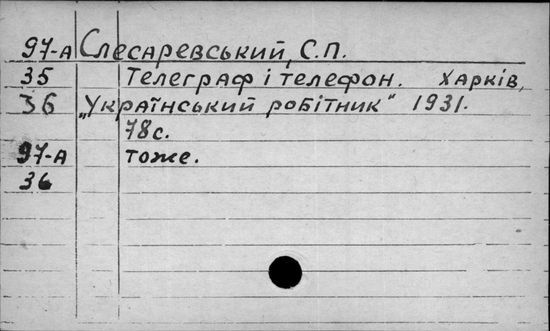 97-А Слесаревський, С.П.
35 Телеграф і телефон. Харків,
36 „Український робітник“ 1931.
78с.
97-А тоже.
36